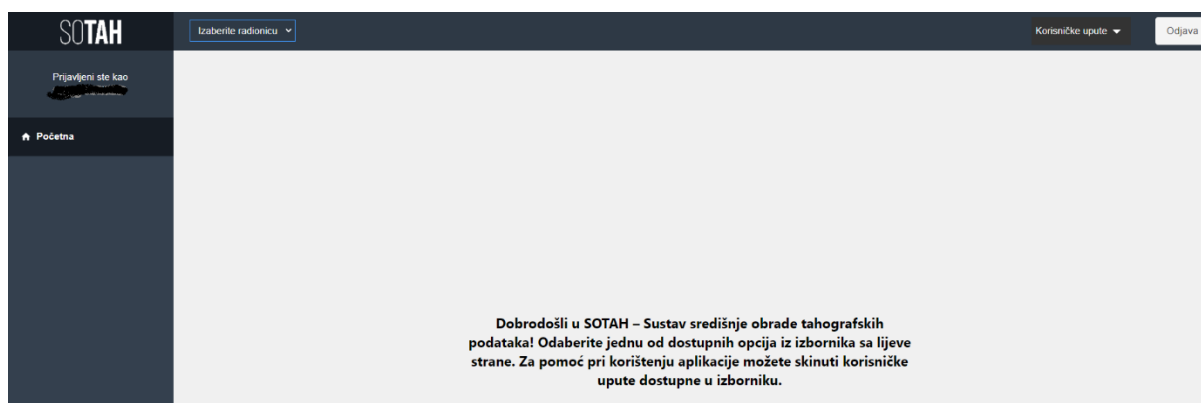 SOTAH
Izaberite radionicu
Korisničke upute
Odjava
Prijavljeni ste kao
Početna
Dobrodošli u SOTAH – Sustav središnje obrade tahografskih
podataka! Odaberite jednu od dostupnih opcija iz izbornika sa lijeve
strane. Za pomoć pri korištenju aplikacije možete skinuti korisničke
upute dostupne u izborniku.